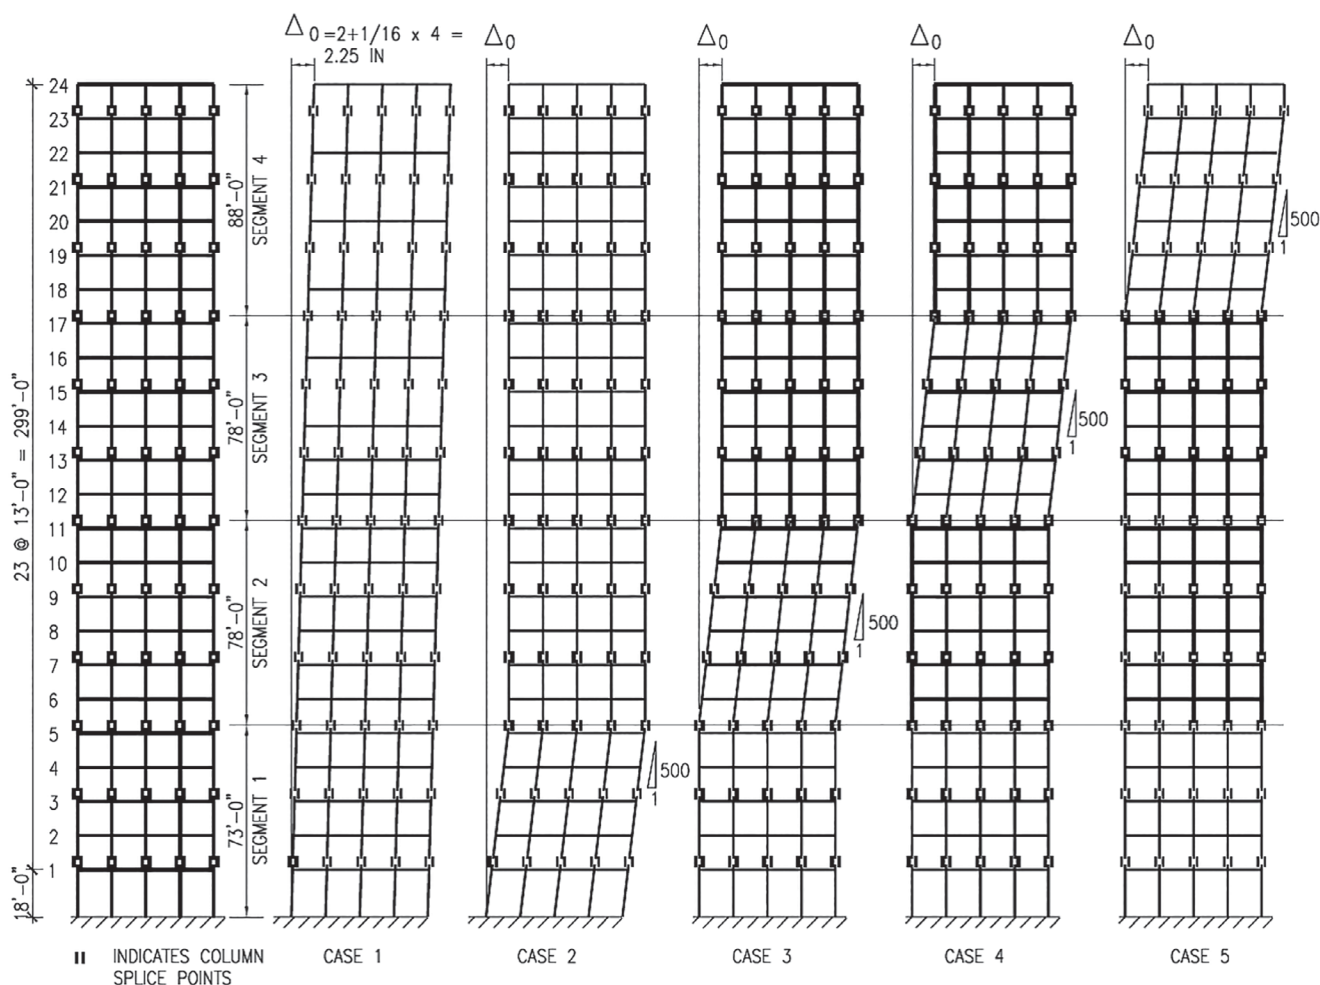 Δ0 =2+1/16 x 4 =
2.25 IN
Δ0
Δ0
Δ0
Δ0
24
23
22
21
20
19
18
17
16
15
14
13
12
11
10
9
8
7
6
5
4
3
2
1
23 @ 13'-0" = 299'-0"
18'-0"
88'-0"
SEGMENT 4
78'-0"
SEGMENT 3
78'-0"
SEGMENT 2
73'-0"
SEGMENT 1
500
1
500
1
500
1
500
1
INDICATES COLUMN
SPLICE POINTS
CASE 1
CASE 2
CASE 3
CASE 4
CASE 5